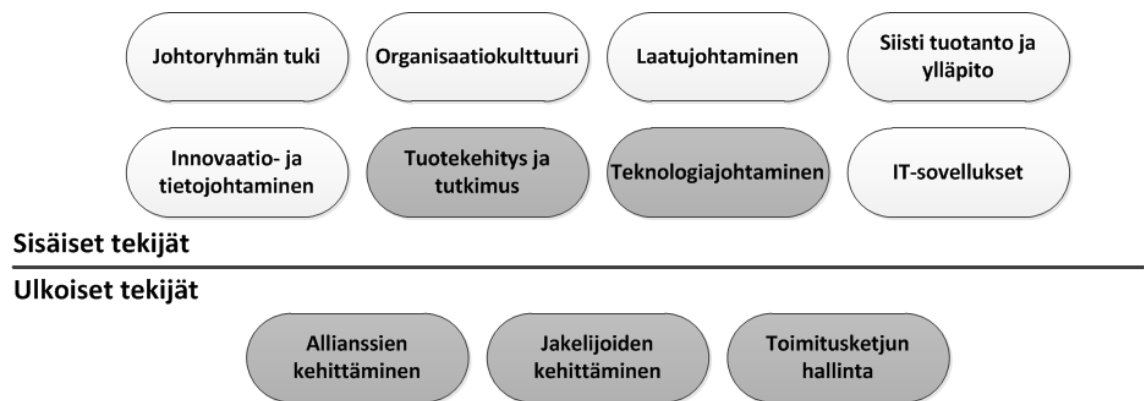 Johtoryhmän tuki
Organisaatiokulttuuri
Laatujohtaminen
Siisti tuotanto ja
ylläpito
Innovaatio- ja
tietojohtaminen
Tuotekehitys ja
tutkimus
Teknologiajohtaminen
IT-sovellukset
Sisäiset tekijät
Ulkoiset tekijät
Allianssien
kehittäminen
Jakelijoiden
kehittäminen
Toimitusketjun
hallinta